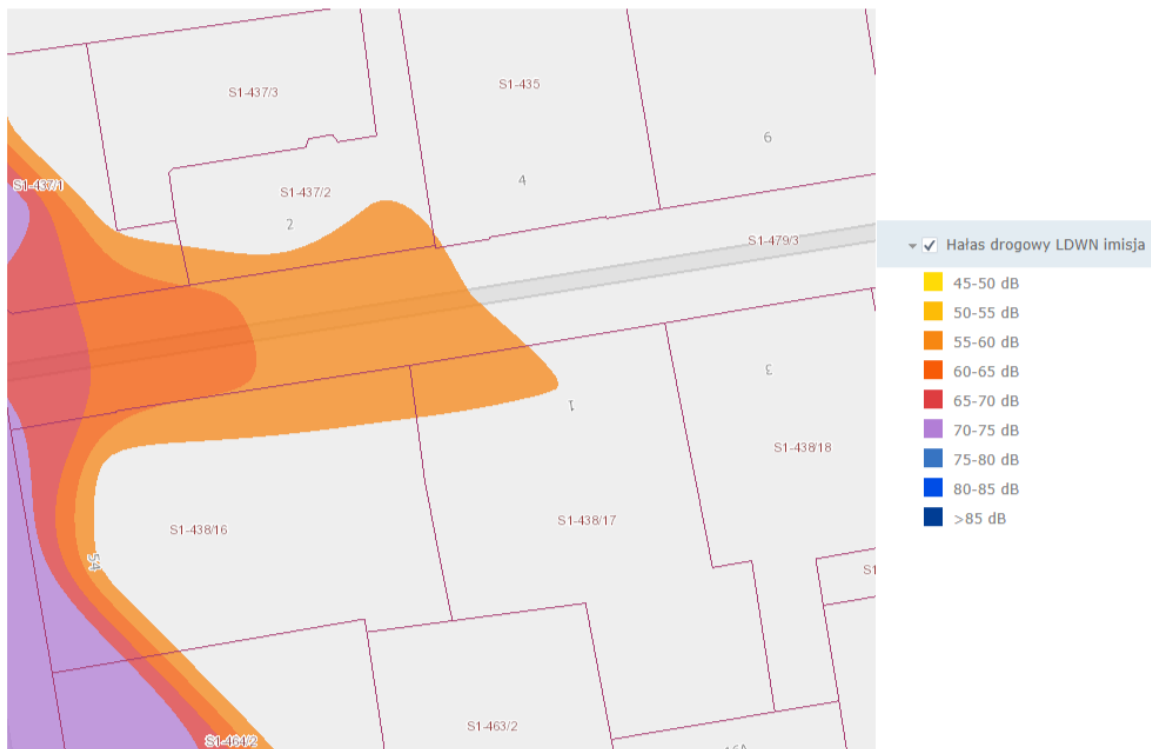 S1-437/3
S1-435
6
S1-437/1
S1-437/2
4
2
S1-479/3
3
1
S1-438/18
S1-438/16
S1-438/17
54
S1
S1-463/2
S1-464/2
16A
Hałas drogowy LDWN imisja
45-50 dB
50-55 dB
55-60 dB
60-65 dB
65-70 dB
70-75 dB
75-80 dB
80-85 dB
>85 dB